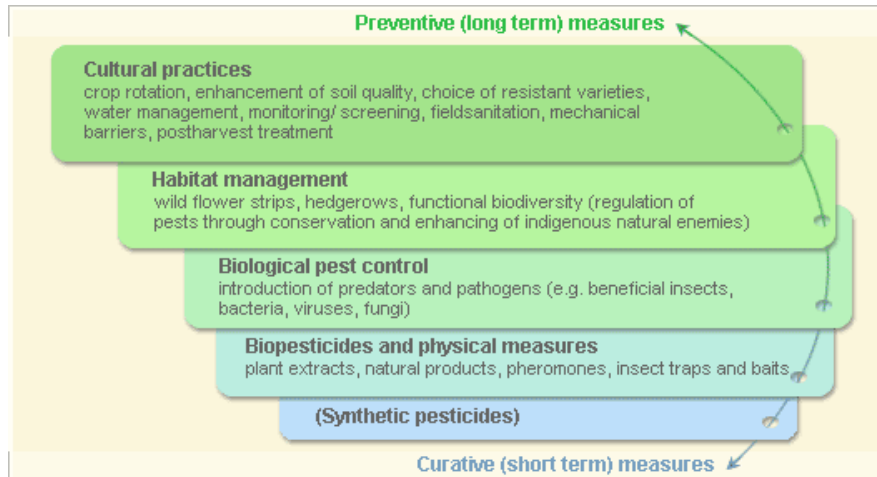 Preventive (long term) measures
Cultural practices
crop rotation, enhancement of soil quality, choice of resistant varieties,
water management, monitoring/ screening, fieldsanitation, mechanical
barriers, postharvest treatment
Habitat management
wild flower strips, hedgerows, functional biodiversity (regulation of
pests through conservation and enhancing of indigenous natural enemies)
Biological pest control
introduction of predators and pathogens (e.g. beneficial insects,
bacteria, viruses, fungi)
Biopesticides and physical measures
plant extracts, natural products, pheromones, insect traps and baits
(Synthetic pesticides)
Curative (short term) measures